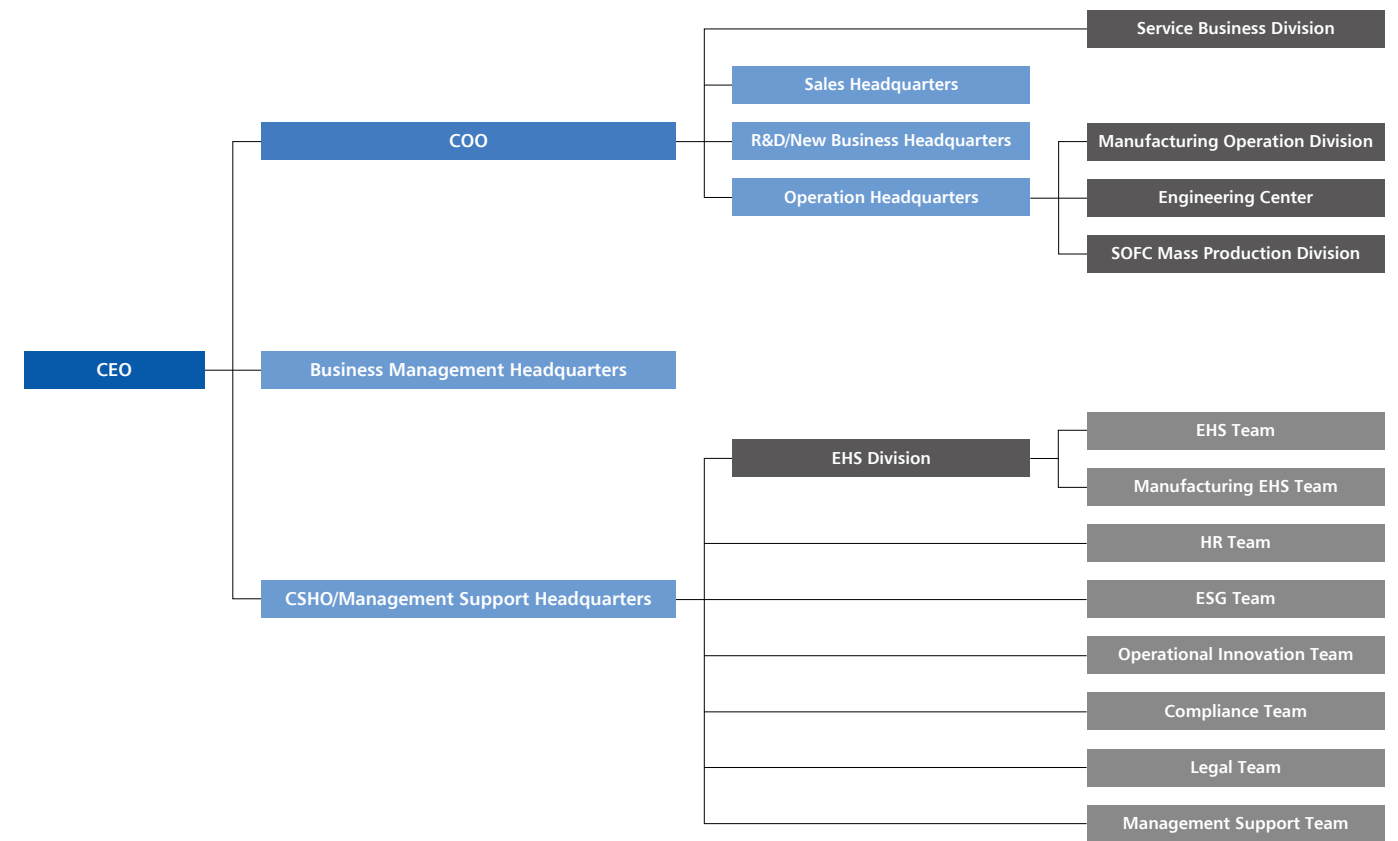 Service Business Division
Sales Headquarters
COO
R&D/New Business Headquarters
Manufacturing Operation Division
Operation Headquarters
Engineering Center
SOFC Mass Production Division
CEO
Business Management Headquarters
EHS Team
EHS Division
Manufacturing EHS Team
HR Team
CSHO/Management Support Headquarters
ESG Team
Operational Innovation Team
Compliance Team
Legal Team
Management Support Team